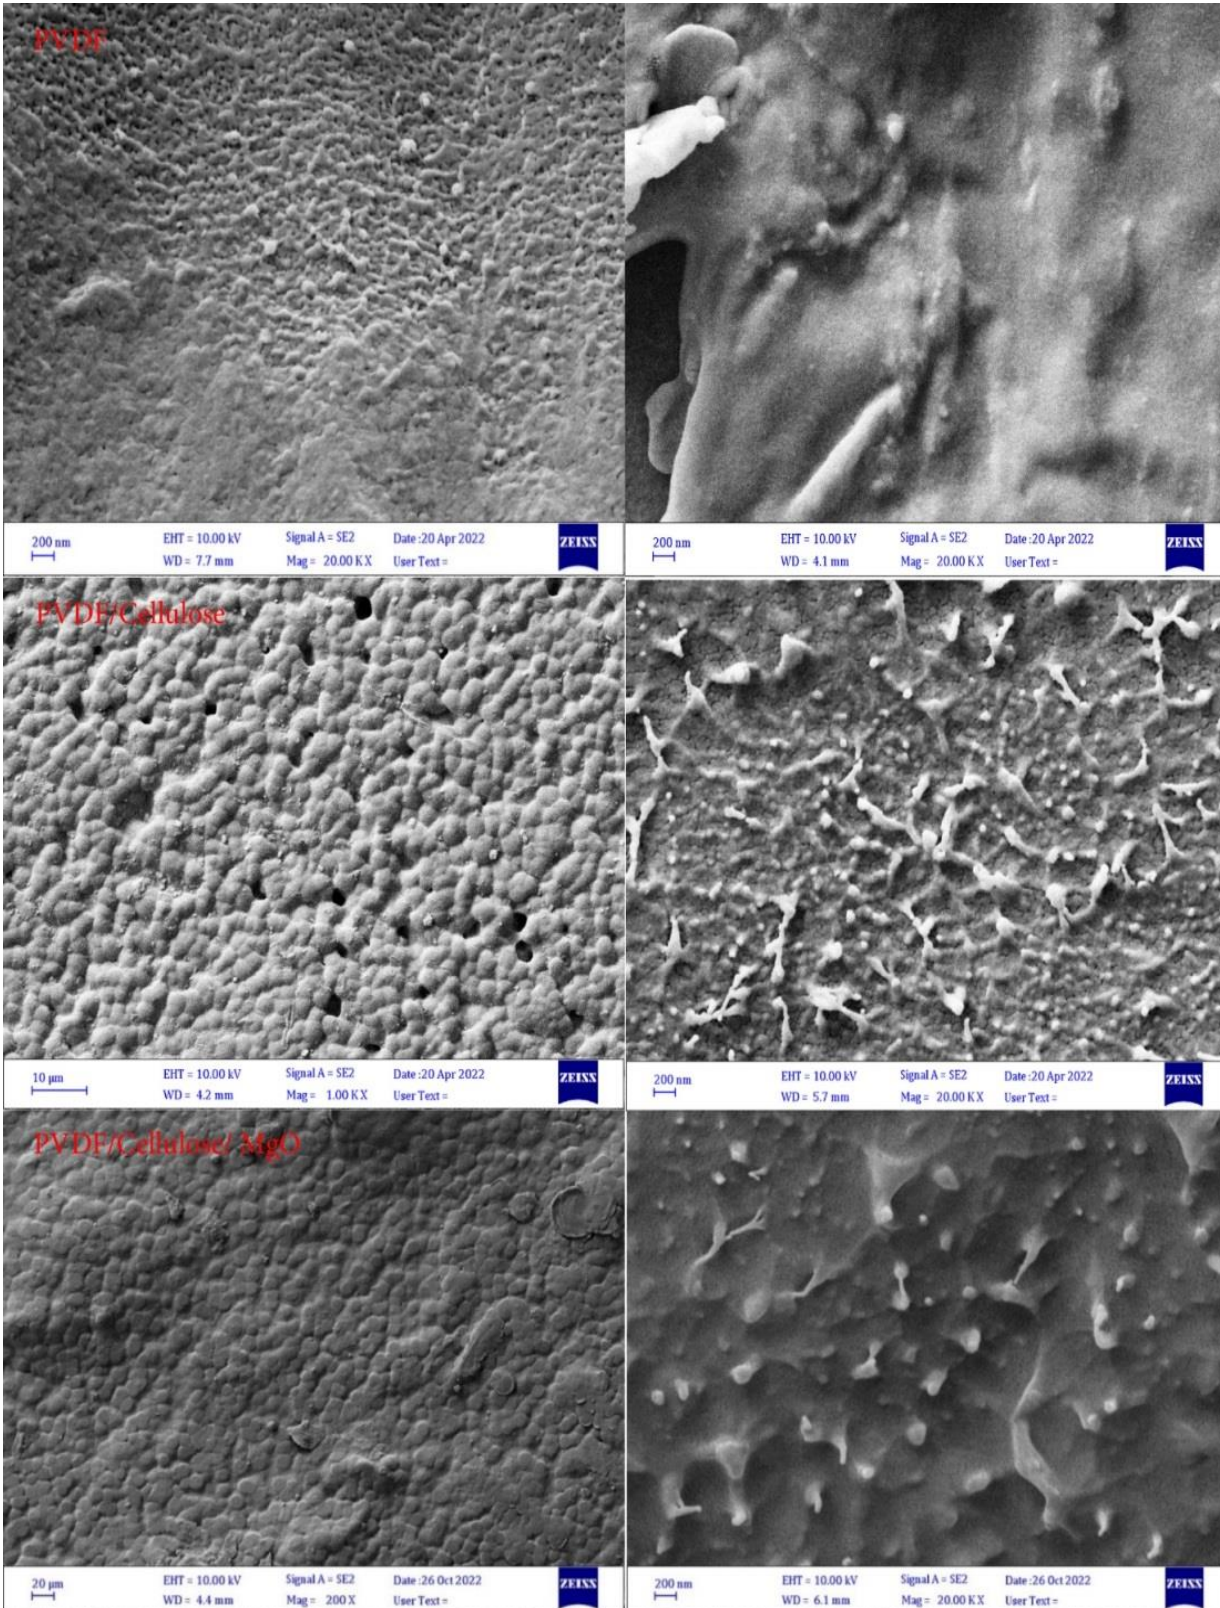 PVDF
200 nm EHT = 10.00 kV Signal A = SE2 Date :20 Apr 2022 ZEISS
WD = 7.7 mm Mag = 20.00 K X User Text =
200 nm EHT = 10.00 kV Signal A = SE2 Date :20 Apr 2022 ZEISS
WD = 4.1 mm Mag = 20.00 K X User Text =
PVDF/Cellulose
10 µm EHT = 10.00 kV Signal A = SE2 Date :20 Apr 2022 ZEISS
WD = 4.2 mm Mag = 1.00 K X User Text =
200 nm EHT = 10.00 kV Signal A = SE2 Date :20 Apr 2022 ZEISS
WD = 5.7 mm Mag = 20.00 K X User Text =
PVDF/Cellulose/ MgO
20 µm EHT = 10.00 kV Signal A = SE2 Date :26 Oct 2022 ZEISS
WD = 4.4 mm Mag = 200 X User Text =
200 nm EHT = 10.00 kV Signal A = SE2 Date :26 Oct 2022 ZEISS
WD = 6.1 mm Mag = 20.00 K X User Text =